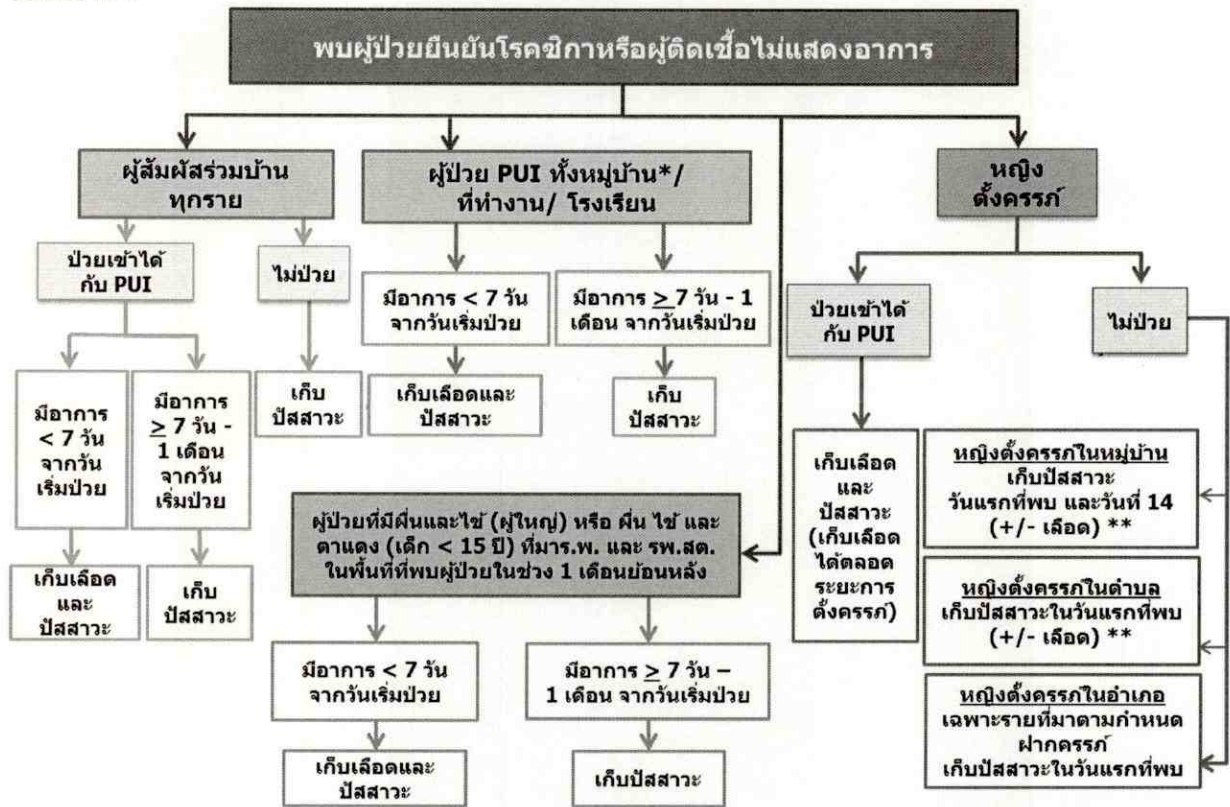 พบผู้ป่วยยืนยันโรคซิกาหรือผู้ติดเชื้อไม่แสดงอาการ
ผู้สัมผัสร่วมบ้าน
ทุกราย
ป่วยเข้าได้
กับ PUI
ไม่ป่วย
มีอาการ
< 7 วัน
จากวัน
เริ่มป่วย
มีอาการ
≥ 7 วัน -
1 เดือน
จากวัน
เริ่มป่วย
เก็บ
ปัสสาวะ
เก็บเลือด
และ
ปัสสาวะ
เก็บ
ปัสสาวะ
ผู้ป่วย PUI ทั้งหมู่บ้าน*/
ที่ทำงาน/ โรงเรียน
มีอาการ < 7 วัน
จากวันเริ่มป่วย
มีอาการ ≥ 7 วัน - 1
เดือน จากวันเริ่มป่วย
เก็บเลือดและ
ปัสสาวะ
เก็บ
ปัสสาวะ
ผู้ป่วยที่มีผื่นและไข้ (ผู้ใหญ่) หรือ ผื่น ไข้ และ
ตาแดง (เด็ก < 15 ปี) ที่มาร.พ. และ รพ.สต.
ในพื้นที่ที่พบผู้ป่วยในช่วง 1 เดือนย้อนหลัง
มีอาการ < 7 วัน
จากวันเริ่มป่วย
มีอาการ ≥ 7 วัน –
1 เดือน จากวันเริ่มป่วย
เก็บเลือดและ
ปัสสาวะ
เก็บปัสสาวะ
หญิง
ตั้งครรภ์
ป่วยเข้าได้
กับ PUI
ไม่ป่วย
เก็บเลือด
และ
ปัสสาวะ
(เก็บเลือด
ได้ตลอด
ระยะการ
ตั้งครรภ์)
หญิงตั้งครรภ์ในหมู่บ้าน
เก็บปัสสาวะ
วันแรกที่พบ และวันที่ 14
(+/- เลือด) **
หญิงตั้งครรภ์ในตำบล
เก็บปัสสาวะในวันแรกที่พบ
(+/- เลือด) **
หญิงตั้งครรภ์ในอำเภอ
เฉพาะรายที่มาตามกำหนด
ฝากครรภ์
เก็บปัสสาวะในวันแรกที่พบ